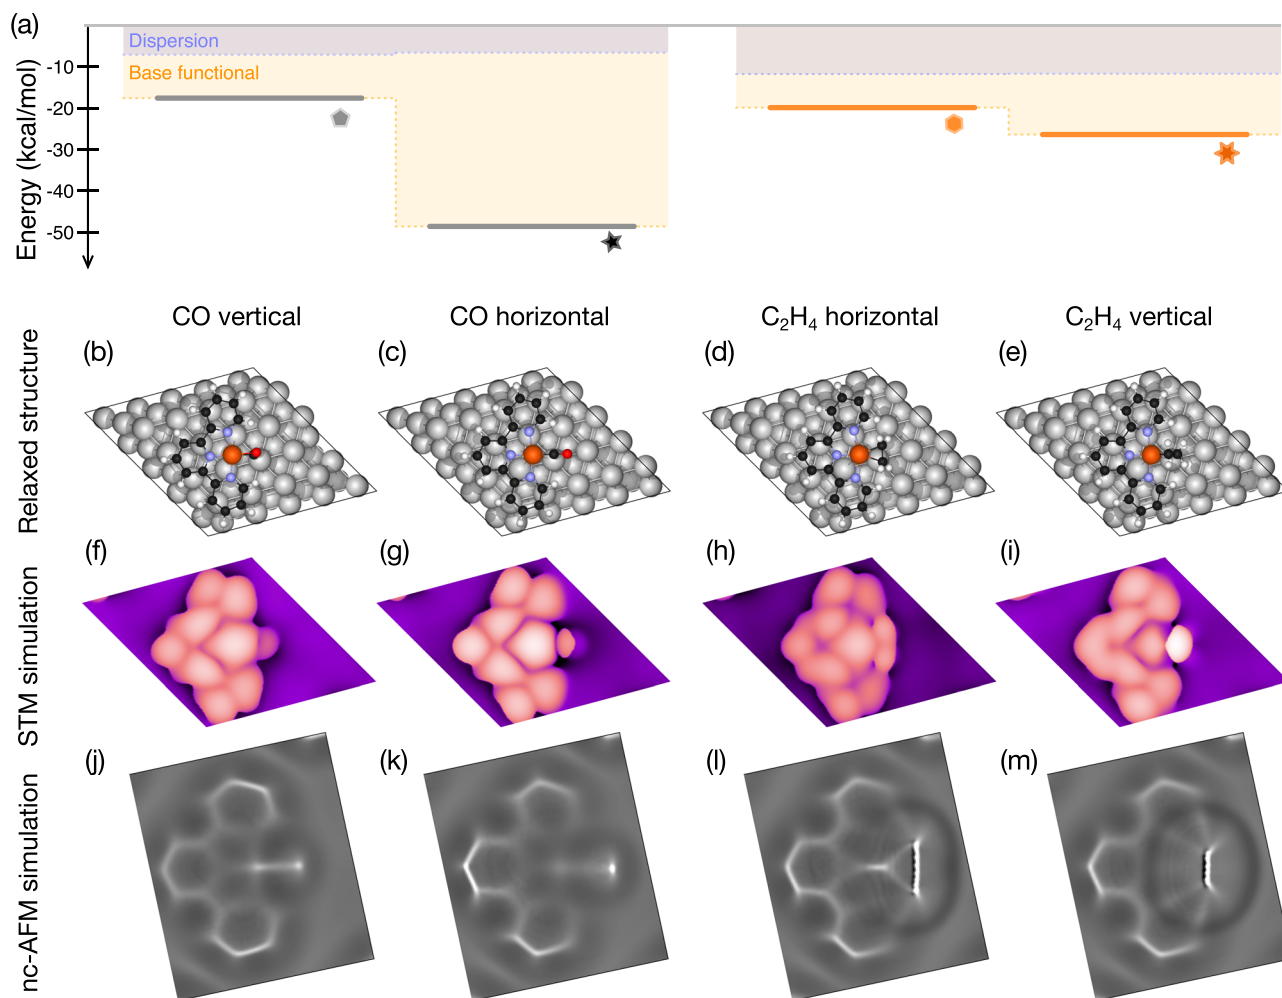 (a)
Energy (kcal/mol)
-10
-20
-30
-40
-50
Dispersion
Base functional
CO vertical
CO horizontal
C₂H₄ horizontal
C₂H₄ vertical
Relaxed structure
(b)
(c)
(d)
(e)
STM simulation
(f)
(g)
(h)
(i)
nc-AFM simulation
(j)
(k)
(l)
(m)